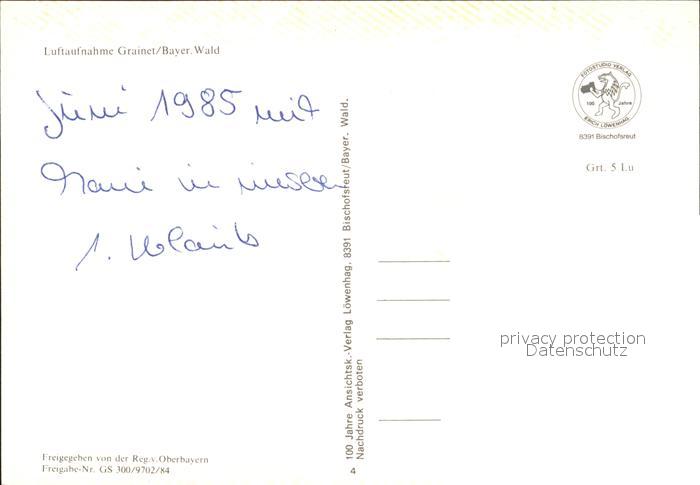 Luftaufnahme Grainet/Bayer. Wald
Juni 1985 mit
in
1. Urlaub
Freigegeben von der Reg.v.Oberbayern
Freigabe-Nr. GS 300/9702/84
100 Jahre Ansichtsk.-Verlag Löwenhag, 8391 Bischofsreut/Bayer. Wald.
Nachdruck verboten
4
FOTOSTUDIO VERLAG
100 Jahre
ERICH LÖWENHAG
8391 Bischofsreut
Grt. 5 Lu
privacy protection
Datenschutz